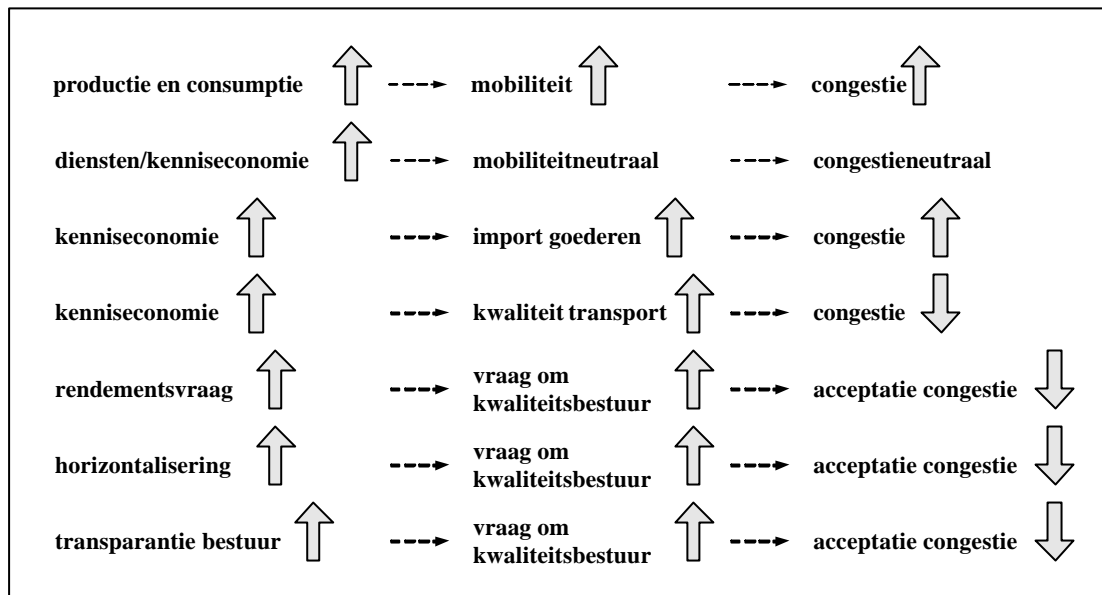 productie en consumptie mobiliteit congestie
diensten/kenniseconomie mobiliteitneutraal congestieneutraal
kenniseconomie import goederen congestie
kenniseconomie kwaliteit transport congestie
rendementsvraag vraag om kwaliteitsbestuur acceptatie congestie
horizontalisering vraag om kwaliteitsbestuur acceptatie congestie
transparantie bestuur vraag om kwaliteitsbestuur acceptatie congestie